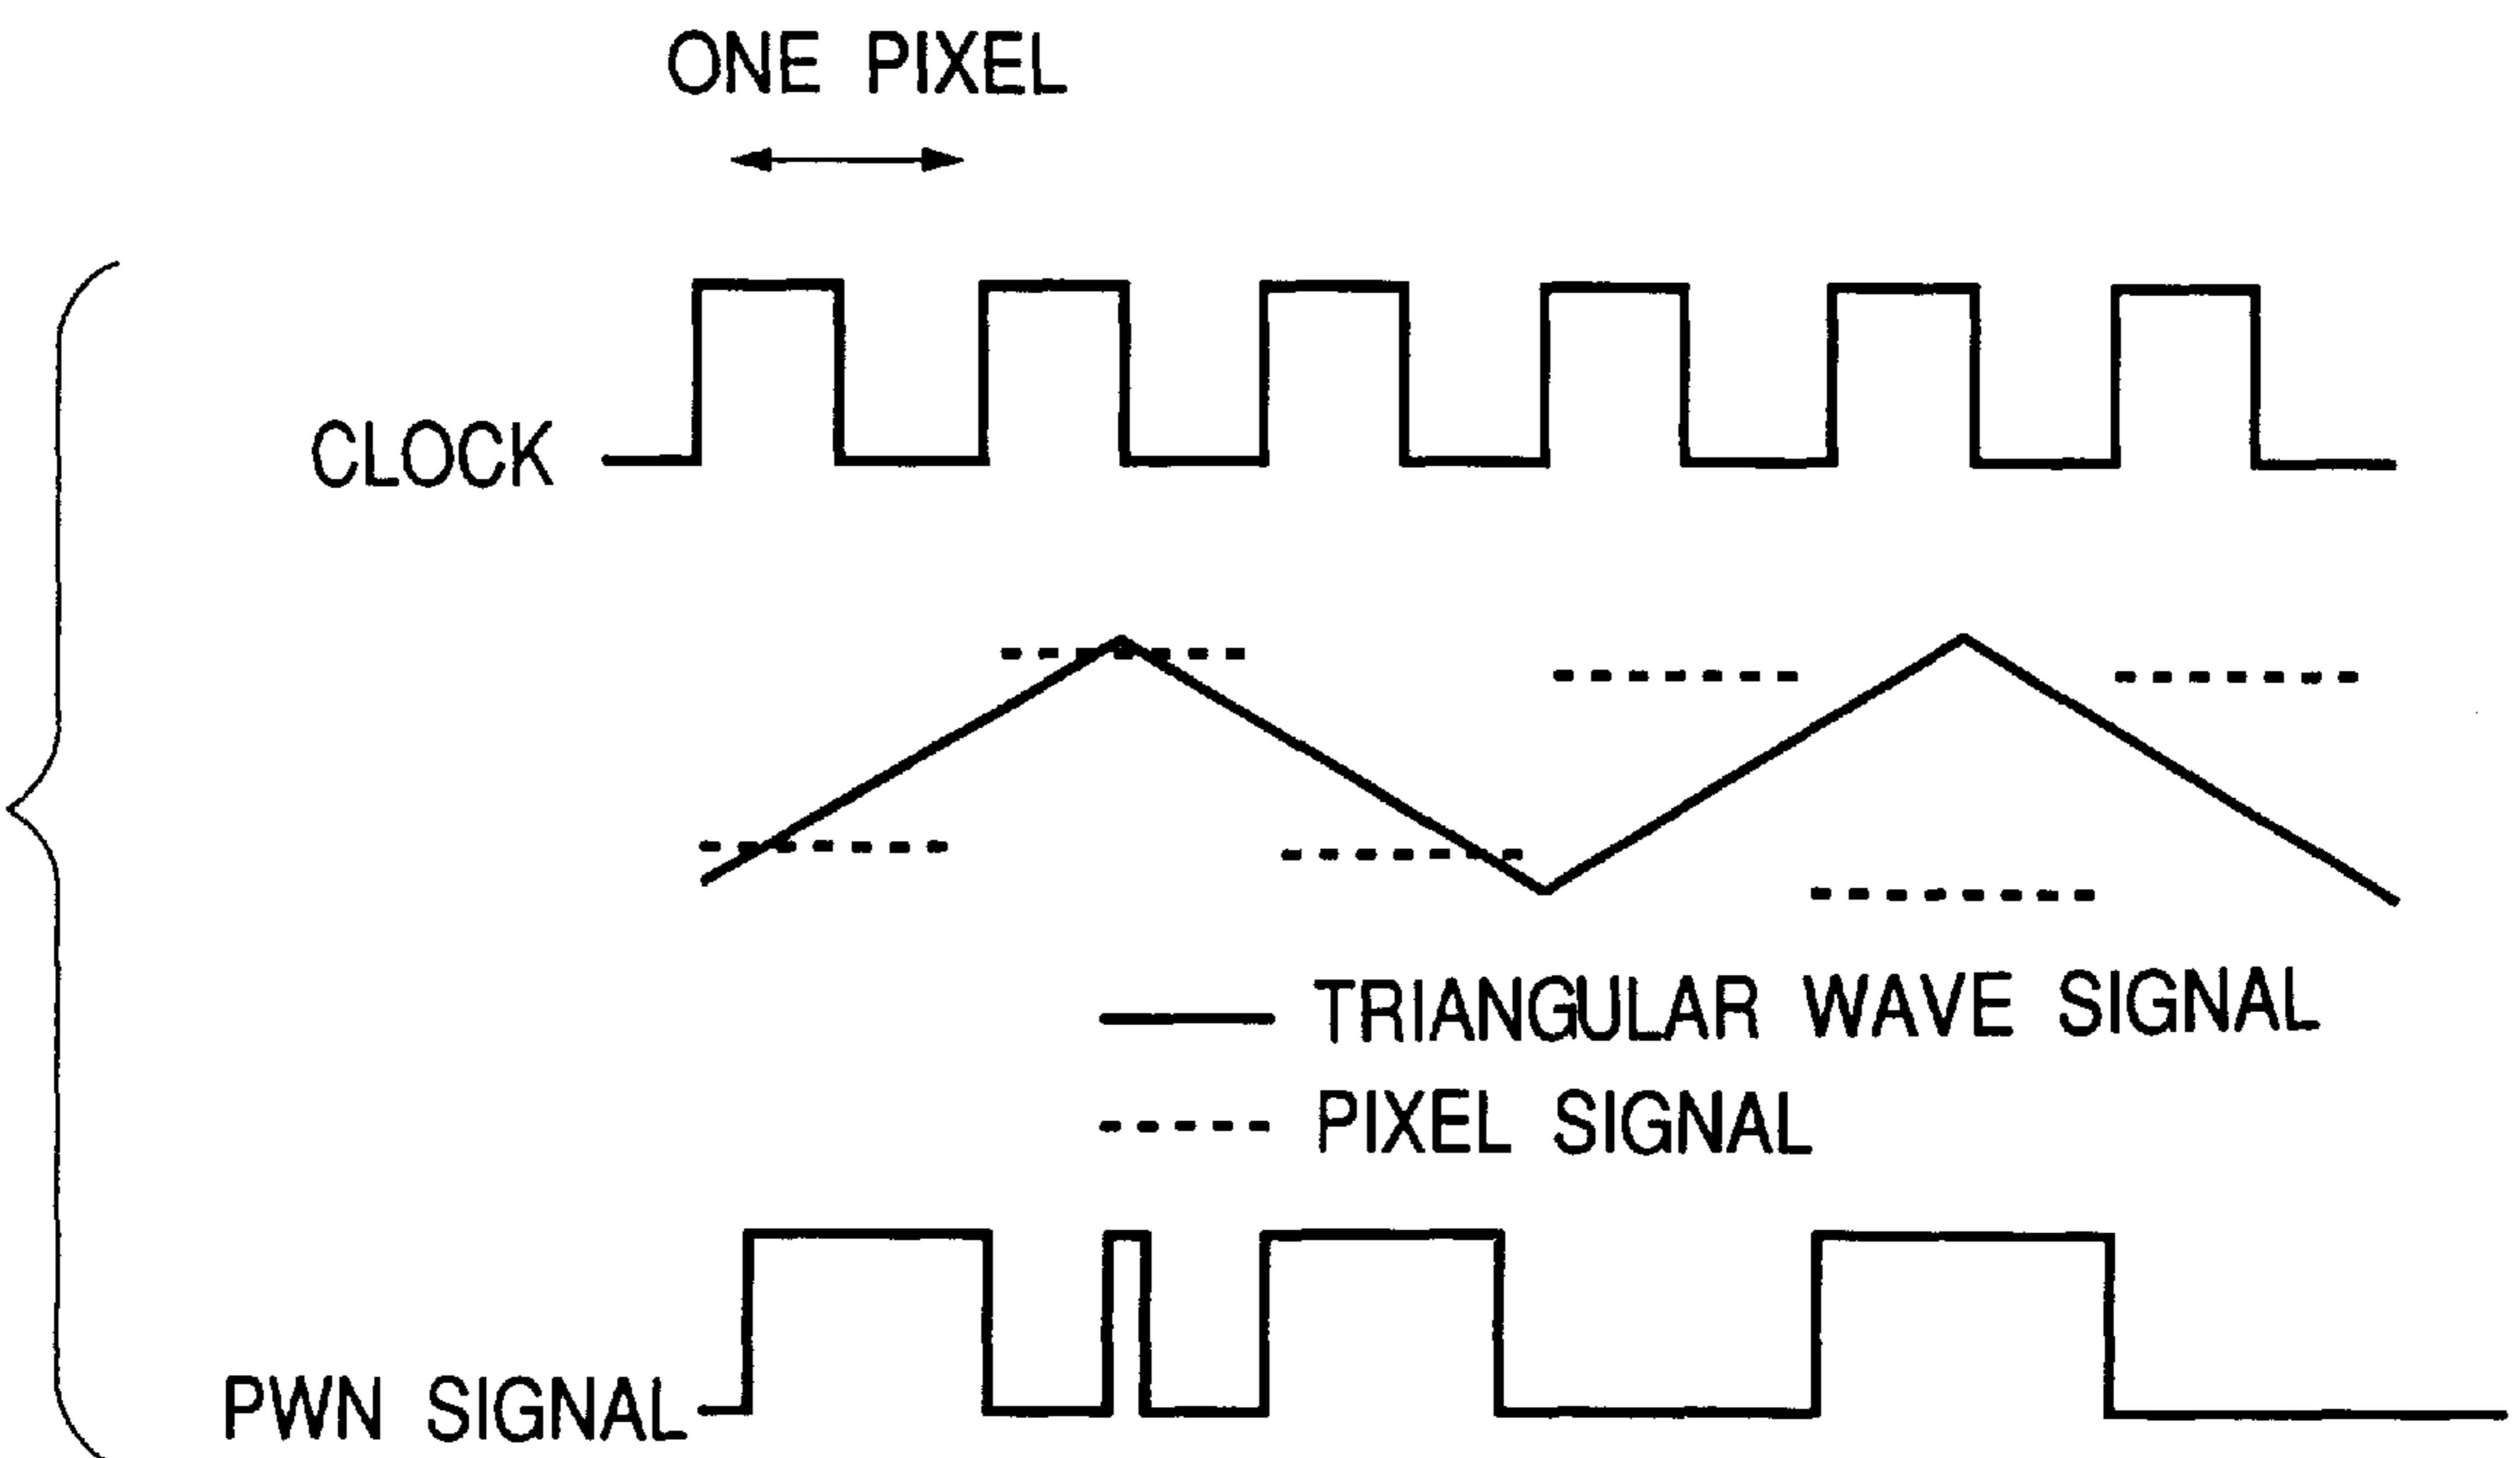 ONE PIXEL
CLOCK
TRIANGULAR WAVE SIGNAL
PIXEL SIGNAL
PWN SIGNAL